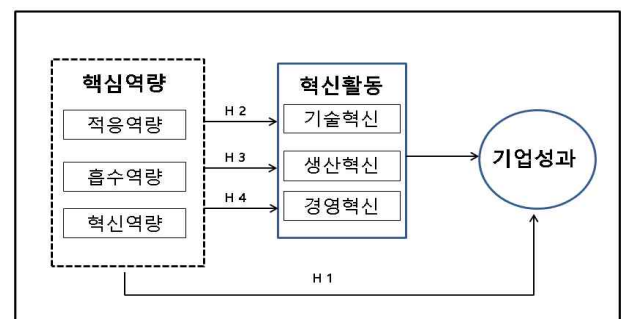 핵심역량
적응역량
흡수역량
혁신역량
H 2
H 3
H 4
혁신활동
기술혁신
생산혁신
경영혁신
기업성과
H 1